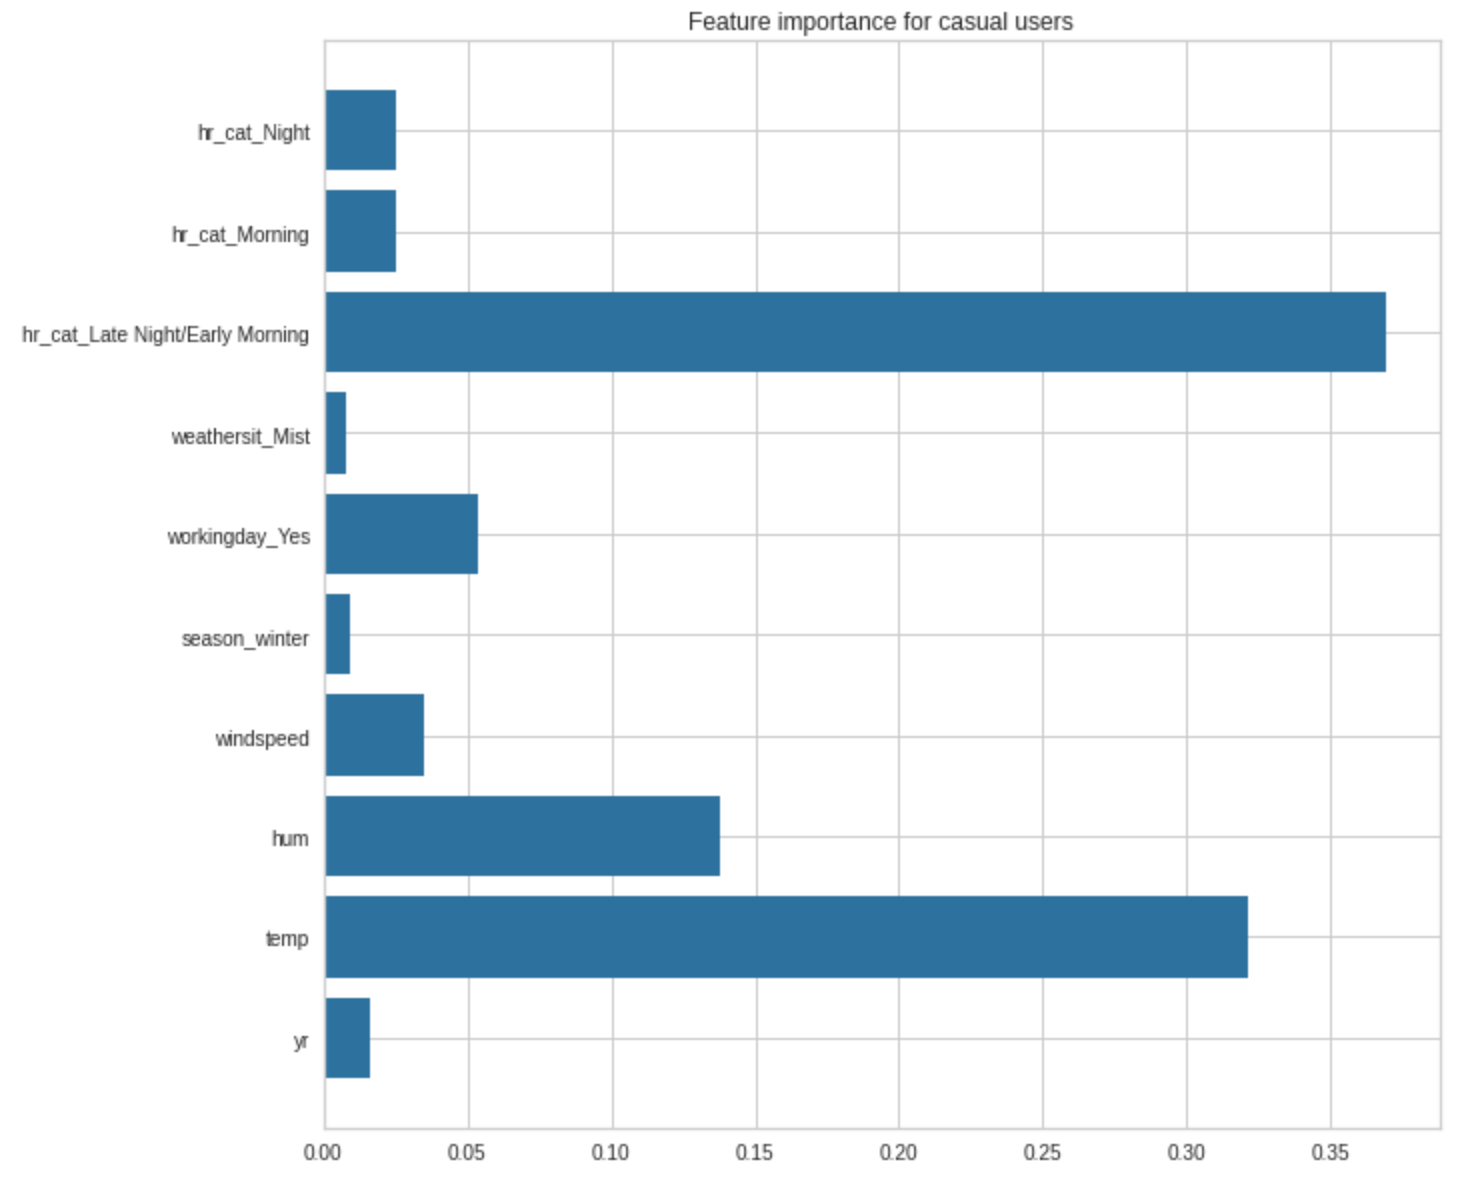 Feature importance for casual users
hr_cat_Night
hr_cat_Morning
hr_cat_Late Night/Early Morning
weathersit_Mist
workingday_Yes
season_winter
windspeed
hum
temp
yr
0.00 0.05 0.10 0.15 0.20 0.25 0.30 0.35